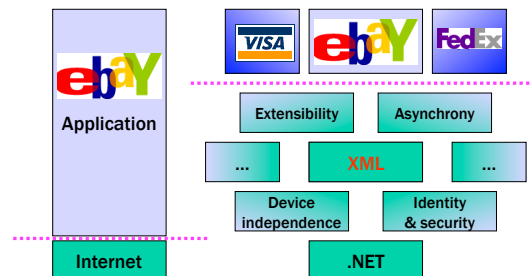 ebaY
Application
Internet
VISA
ebaY
FedEx
Extensibility
Asynchrony
...
XML
...
Device
independence
Identity
& security
.NET